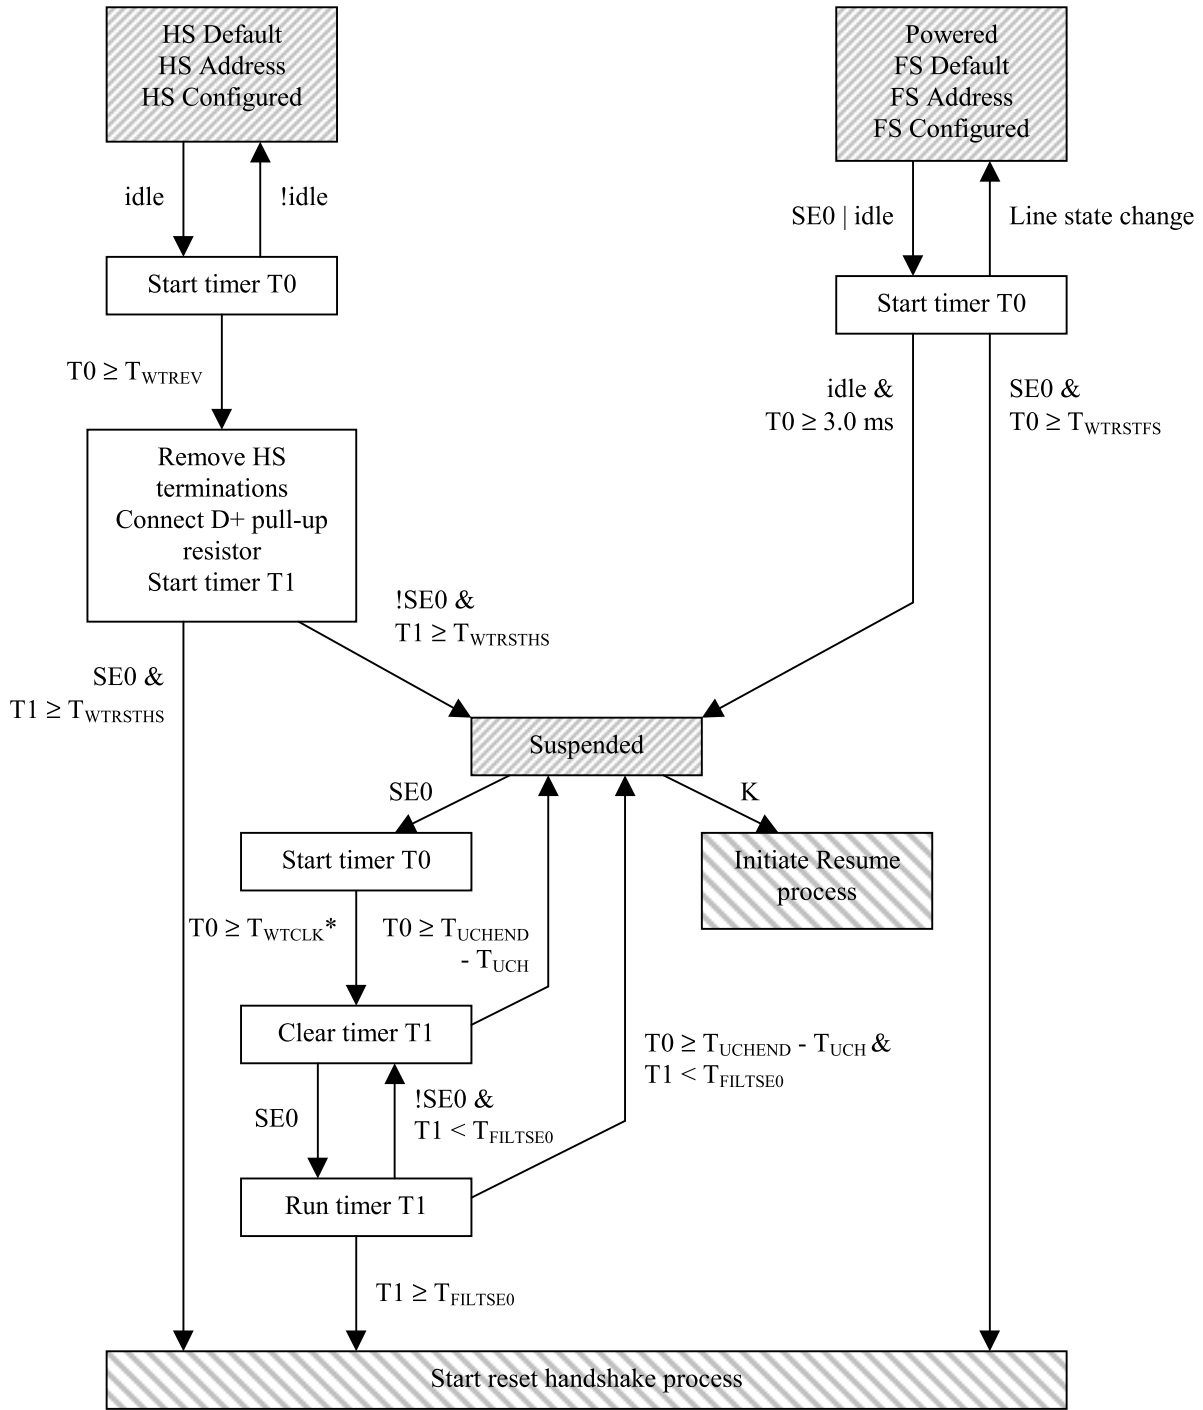 HS Default
HS Address
HS Configured
Powered
FS Default
FS Address
FS Configured
idle
!idle
SE0 | idle
Line state change
Start timer T0
Start timer T0
T0 ≥ TWTREV
idle &
T0 ≥ 3.0 ms
SE0 &
T0 ≥ TWTRSTFS
Remove HS
terminations
Connect D+ pull-up
resistor
Start timer T1
!SE0 &
T1 ≥ TWTRSTHS
SE0 &
T1 ≥ TWTRSTHS
Suspended
SE0
K
Start timer T0
Initiate Resume
process
T0 ≥ TWTCLK*
T0 ≥ TUCHEND
- TUCH
Clear timer T1
T0 ≥ TUCHEND - TUCH &
T1 < TFILTSE0
SE0
!SE0 &
T1 < TFILTSE0
Run timer T1
T1 ≥ TFILTSE0
Start reset handshake process